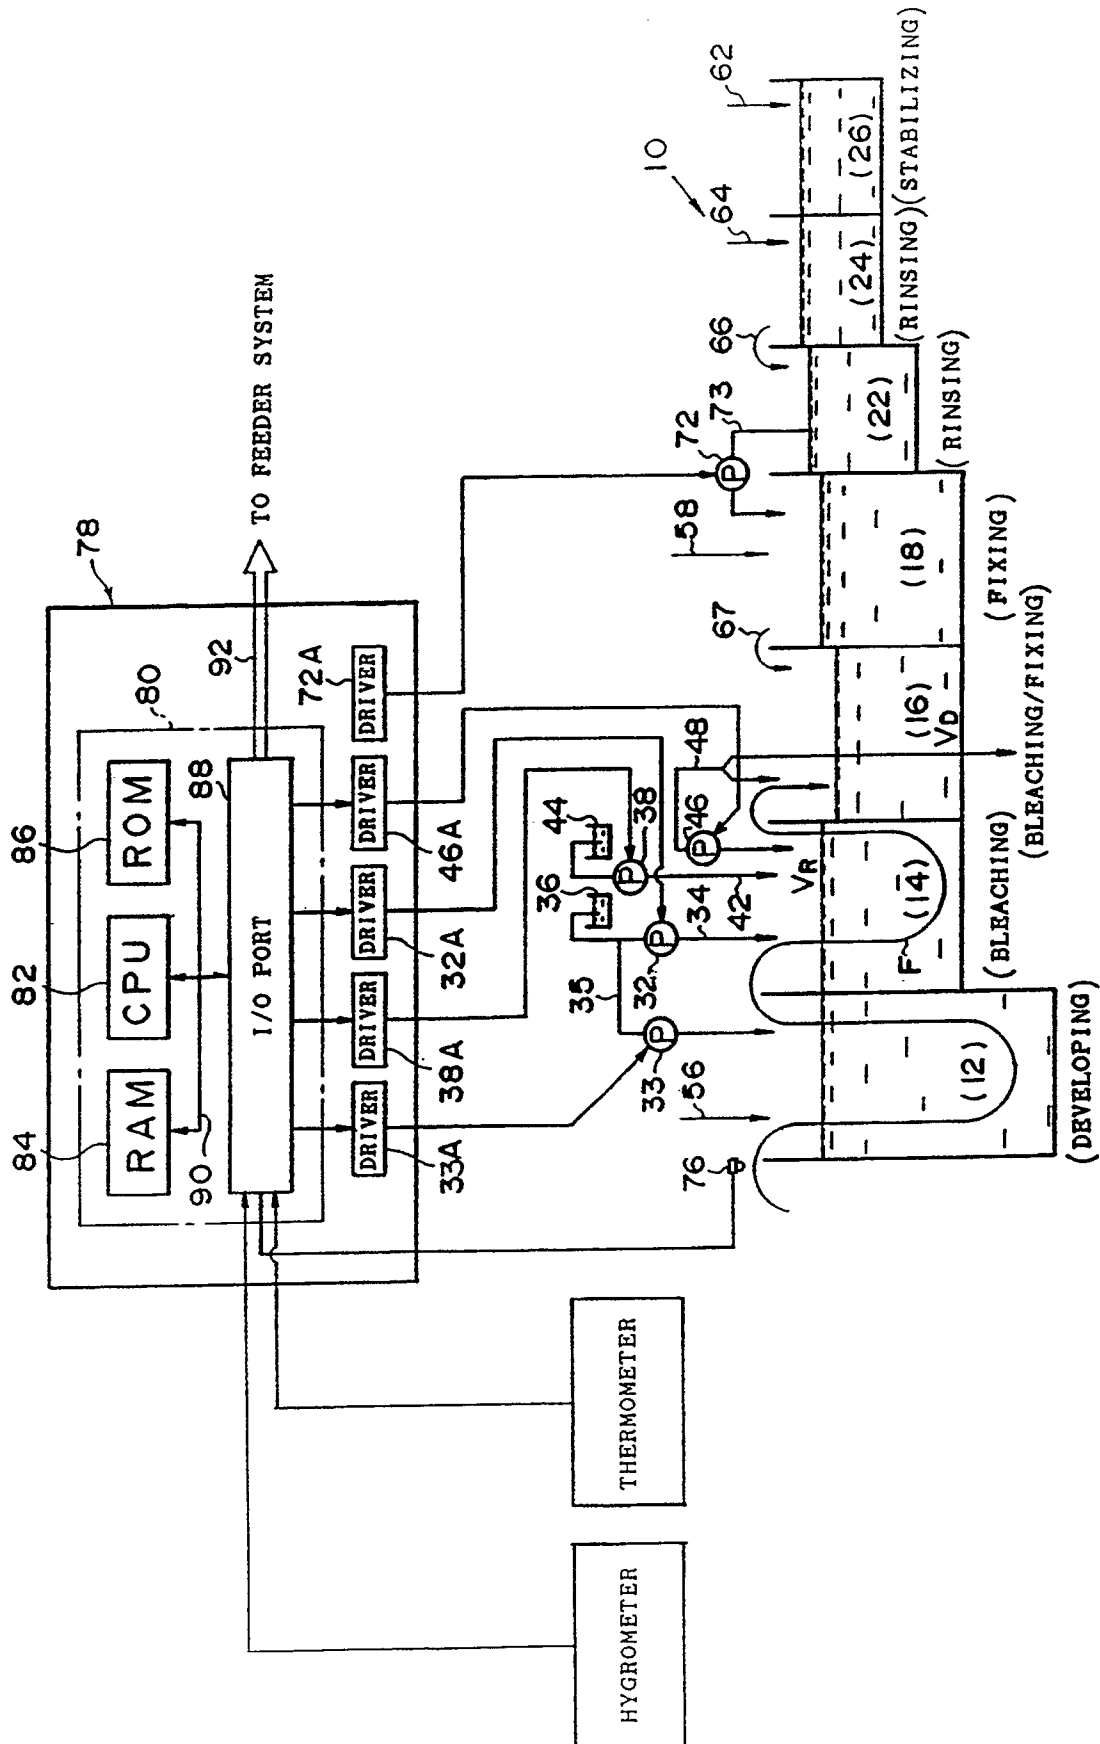 78
80
84
82
86
RAM
CPU
ROM
90
88
I/O PORT
92
TO FEEDER SYSTEM
DRIVER
DRIVER
DRIVER
DRIVER
DRIVER
33A
38A
32A
46A
72A
HYGROMETER
THERMOMETER
76
56
P
33
35
P
32
34
36
P
38
42
44
P
46
48
67
58
P
72
73
66
10
64
62
VR
F
VD
(12)
(14)
(16)
(18)
(22)
(24)
(26)
(DEVELOPING)
(BLEACHING)
(BLEACHING/FIXING)
(FIXING)
(RINSING)
(RINSING)
(STABILIZING)